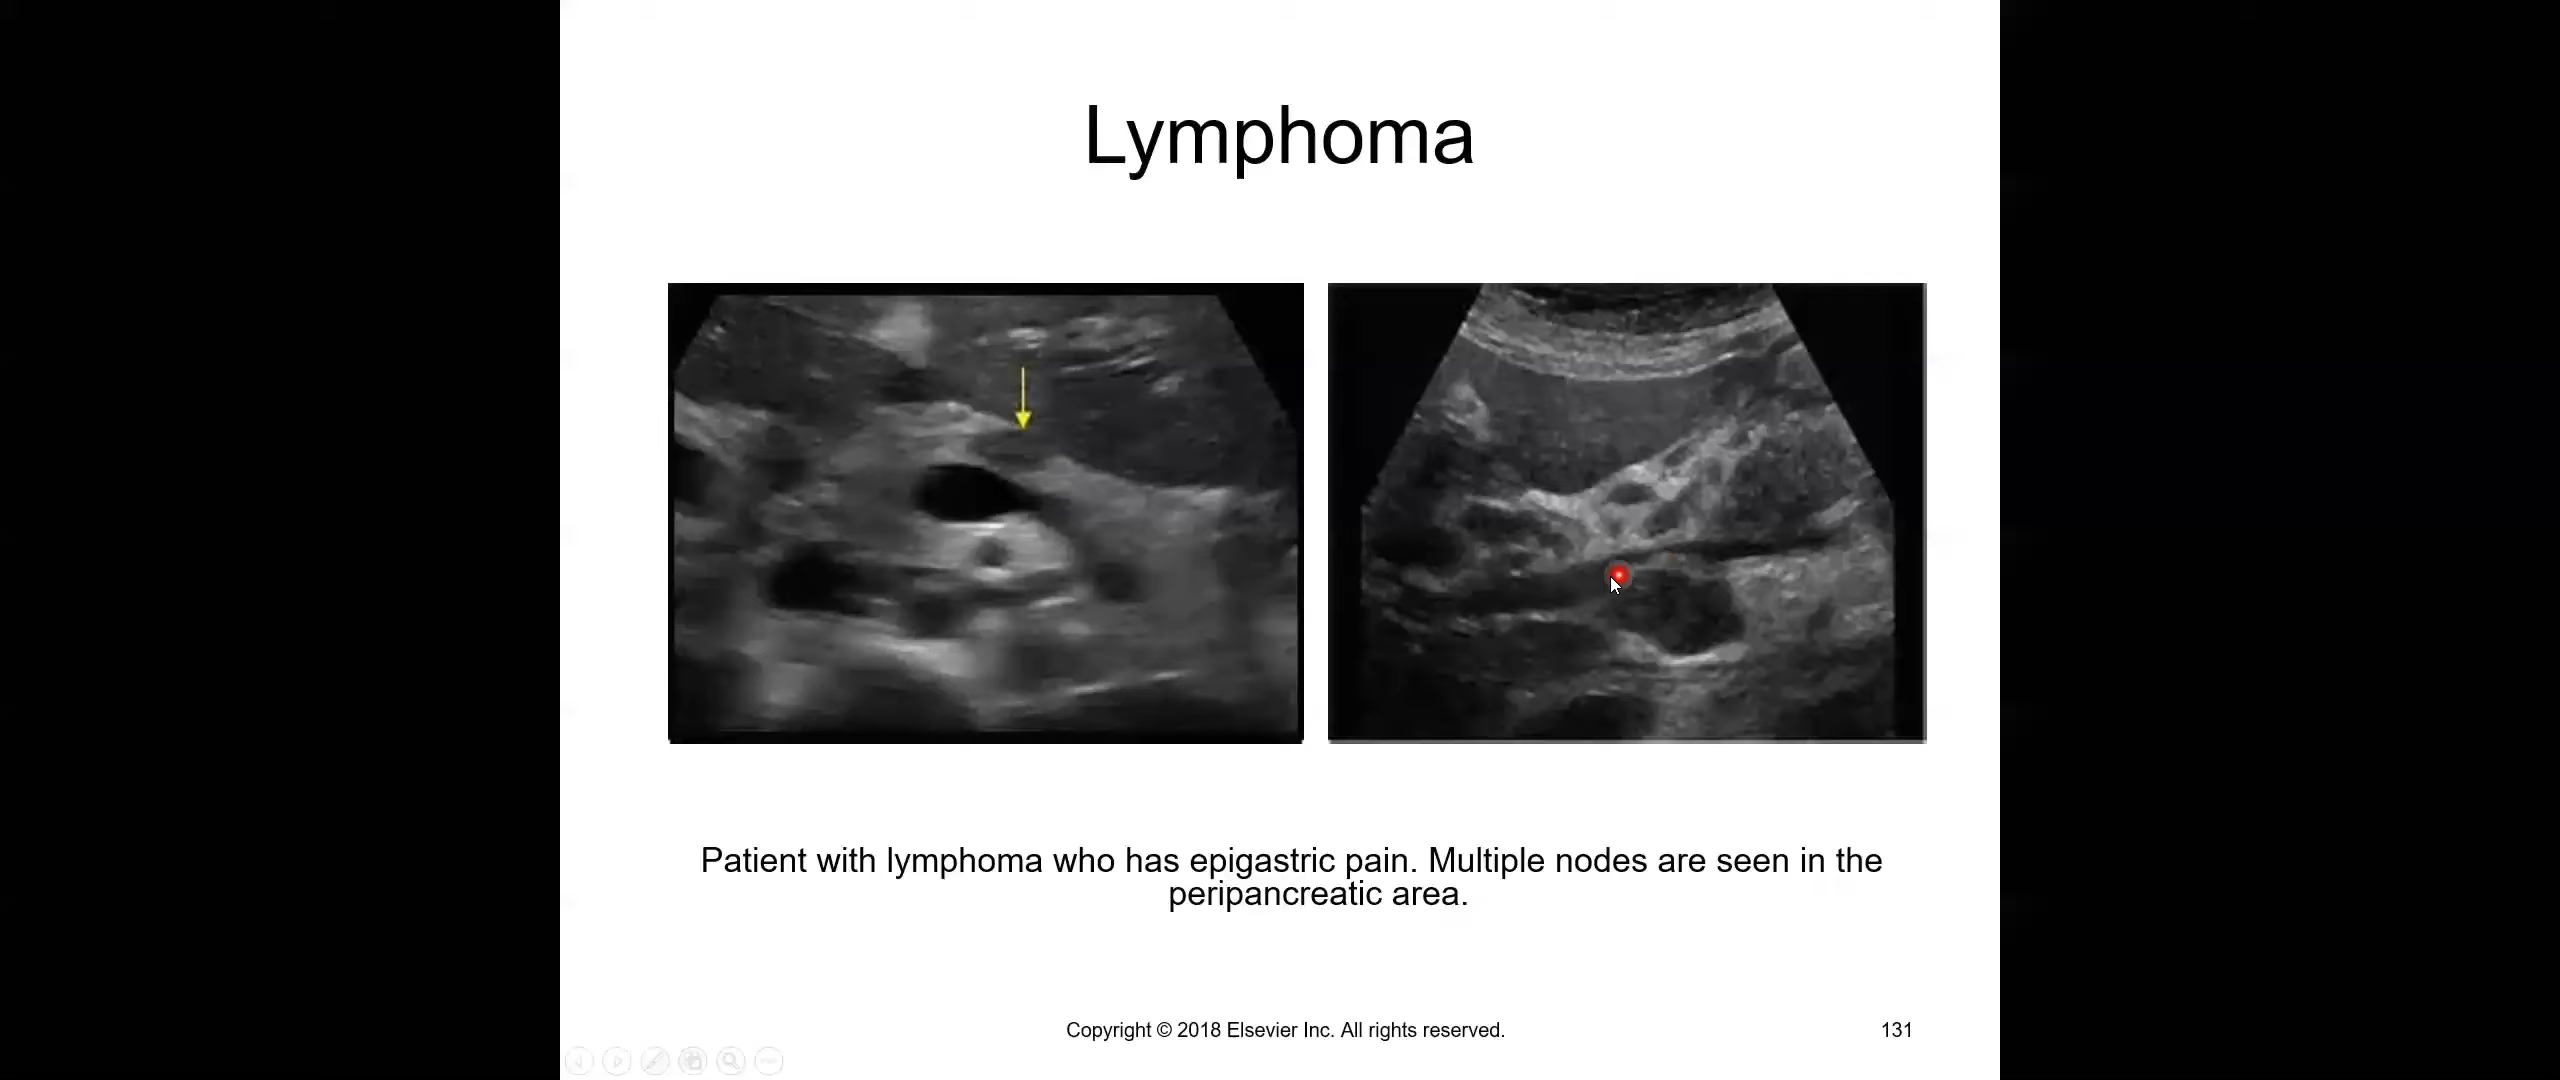 Lymphoma
Patient with lymphoma who has epigastric pain. Multiple nodes are seen in the
peripancreatic area.
Copyright © 2018 Elsevier Inc. All rights reserved.
131